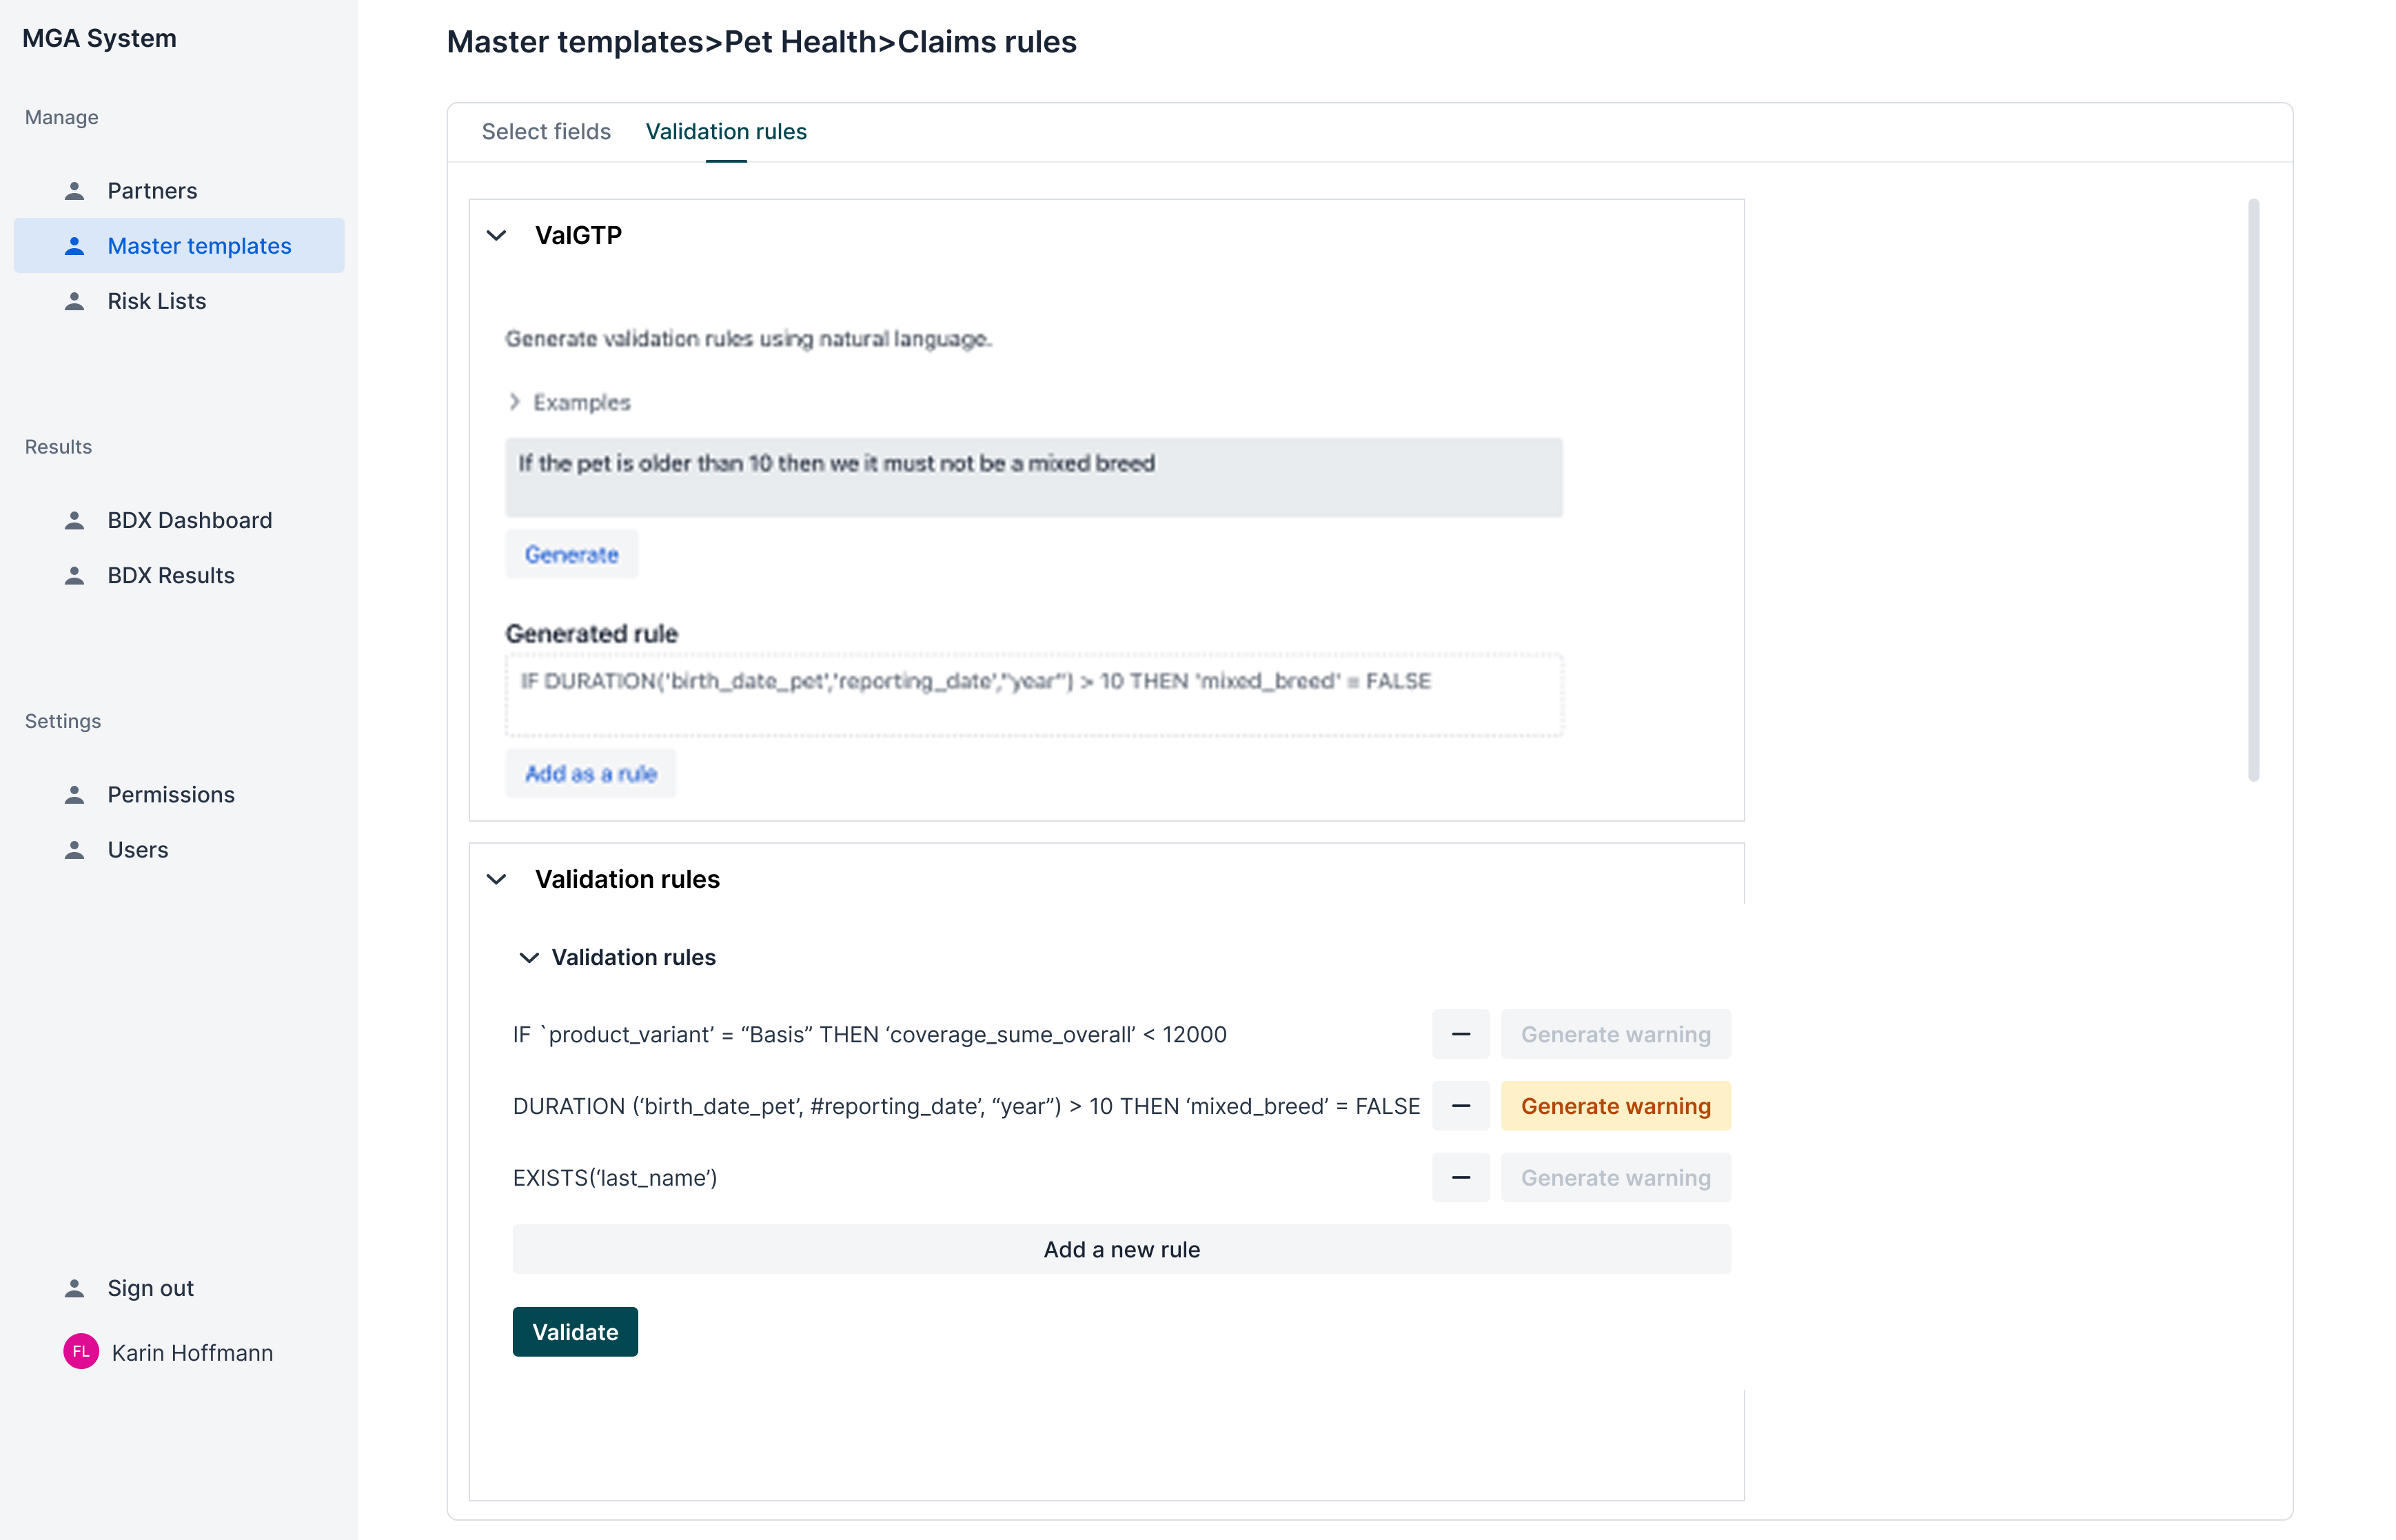 MGA System
Manage
Partners
Master templates
Risk Lists
Results
BDX Dashboard
BDX Results
Settings
Permissions
Users
Sign out
FL
Karin Hoffmann
Master templates>Pet Health>Claims rules
Select fields
Validation rules
ValGTP
Generate validation rules using natural language.
Examples
If the pet is older than 10 then we it must not be a mixed breed
Generate
Generated rule
IF DURATION('birth_date_pet','reporting_date',"year") > 10 THEN 'mixed_breed' = FALSE
Add as a rule
Validation rules
Validation rules
IF `product_variant’ = “Basis” THEN ‘coverage_sume_overall’ < 12000
Generate warning
DURATION (‘birth_date_pet’, #reporting_date’, “year”) > 10 THEN ‘mixed_breed’ = FALSE
Generate warning
EXISTS(‘last_name’)
Generate warning
Add a new rule
Validate